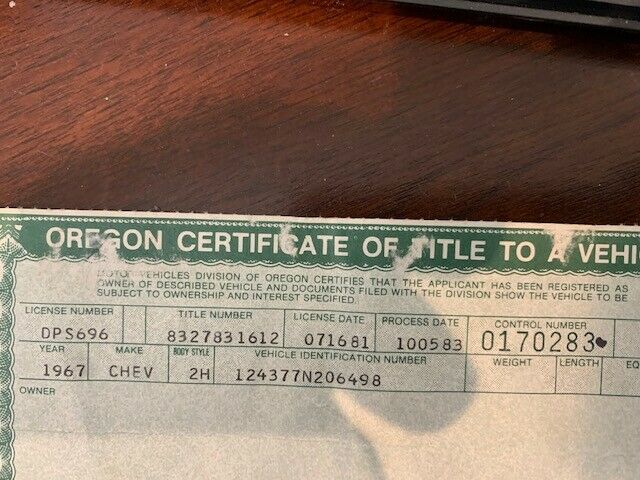 OREGON CERTIFICATE OF TITLE TO A VEHI
MOTOR VEHICLES DIVISION OF OREGON CERTIFIES THAT THE APPLICANT HAS BEEN REGISTERED AS
OWNER OF DESCRIBED VEHICLE AND DOCUMENTS FILED WITH THE DIVISION SHOW THE VEHICLE TO BE
SUBJECT TO OWNERSHIP AND INTEREST SPECIFIED.
LICENSE NUMBER TITLE NUMBER LICENSE DATE PROCESS DATE CONTROL NUMBER
DPS696 8327831612 071681 100583 0170283
YEAR MAKE BODY STYLE VEHICLE IDENTIFICATION NUMBER WEIGHT LENGTH EQ
1967 CHEV 2H 124377N206498
OWNER